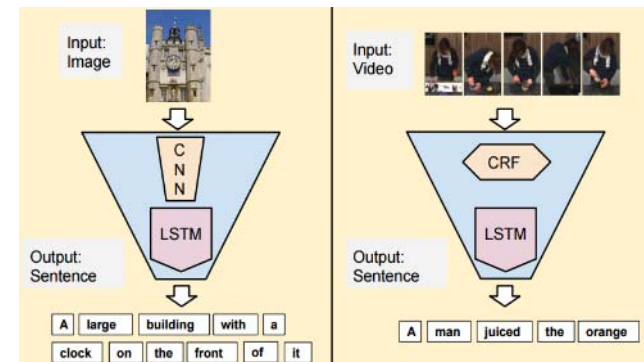 Input:
Image
C
N
N
LSTM
Output:
Sentence
A large building with a
clock on the front of it
Input:
Video
CRF
LSTM
Output:
Sentence
A man juiced the orange